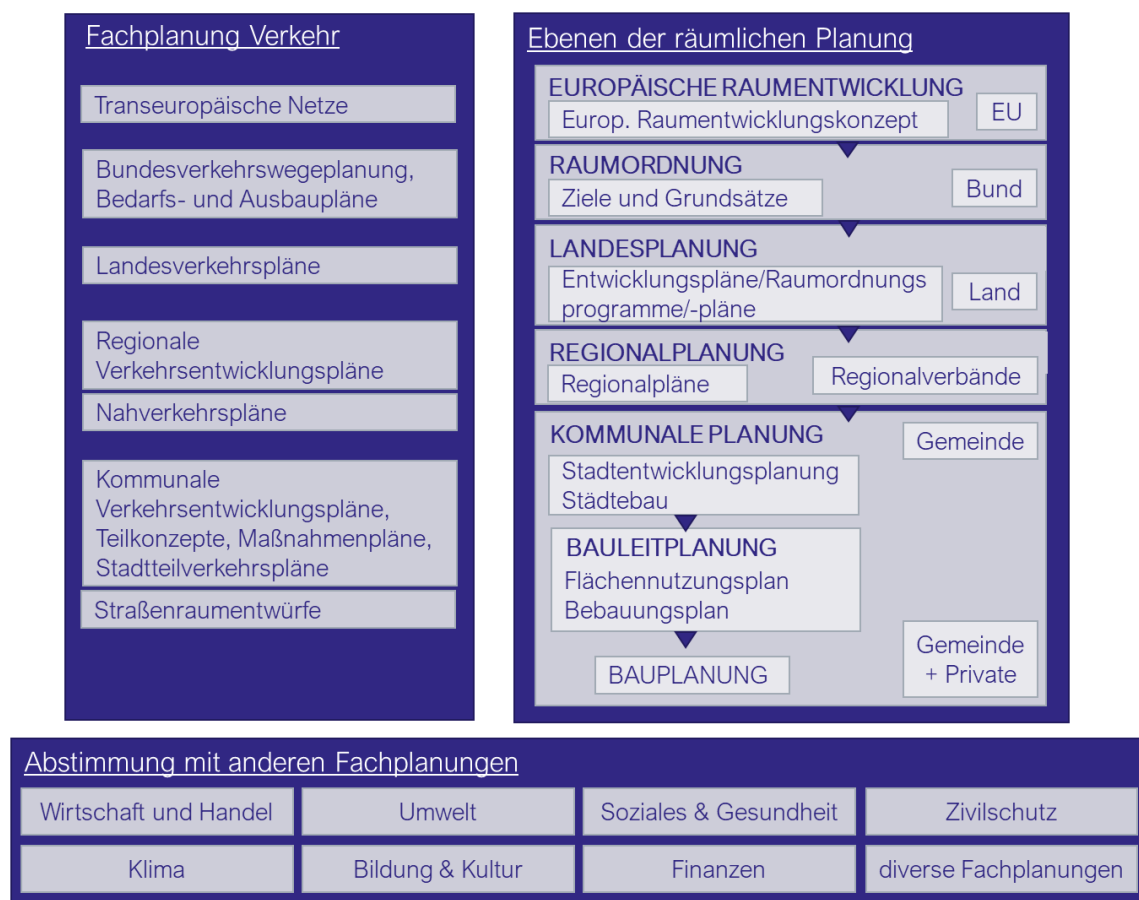 Fachplanung Verkehr
Transeuropäische Netze
Bundesverkehrswegeplanung,
Bedarfs- und Ausbaupläne
Landesverkehrspläne
Regionale
Verkehrsentwicklungspläne
Nahverkehrspläne
Kommunale
Verkehrsentwicklungspläne,
Teilkonzepte, Maßnahmenpläne,
Stadtteilverkehrspläne
Straßenraumentwürfe
Ebenen der räumlichen Planung
EUROPÄISCHE RAUMENTWICKLUNG
Europ. Raumentwicklungskonzept
EU
RAUMORDNUNG
Ziele und Grundsätze
Bund
LANDESPLANUNG
Entwicklungspläne/Raumordnungs
programme/-pläne
Land
REGIONALPLANUNG
Regionalpläne
Regionalverbände
KOMMUNALE PLANUNG
Gemeinde
Stadtentwicklungsplanung
Städtebau
BAULEITPLANUNG
Flächennutzungsplan
Bebauungsplan
BAUPLANUNG
Gemeinde
+ Private
Abstimmung mit anderen Fachplanungen
Wirtschaft und Handel
Umwelt
Soziales & Gesundheit
Zivilschutz
Klima
Bildung & Kultur
Finanzen
diverse Fachplanungen